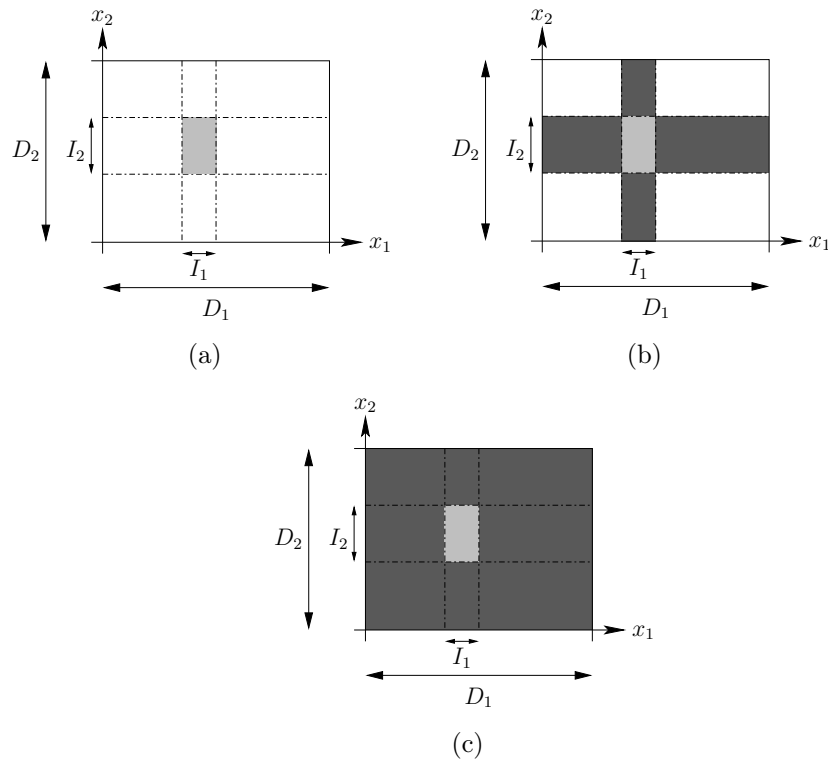 x₂
D₂
I₂
x₁
I₁
D₁
(a)
x₂
D₂
I₂
x₁
I₁
D₁
(b)
x₂
D₂
I₂
x₁
I₁
D₁
(c)